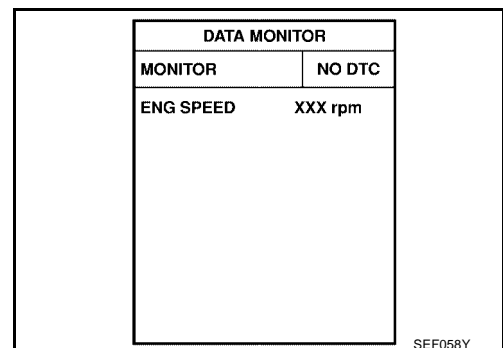 DATA MONITOR
MONITOR NO DTC
ENG SPEED XXX rpm
SEF058Y